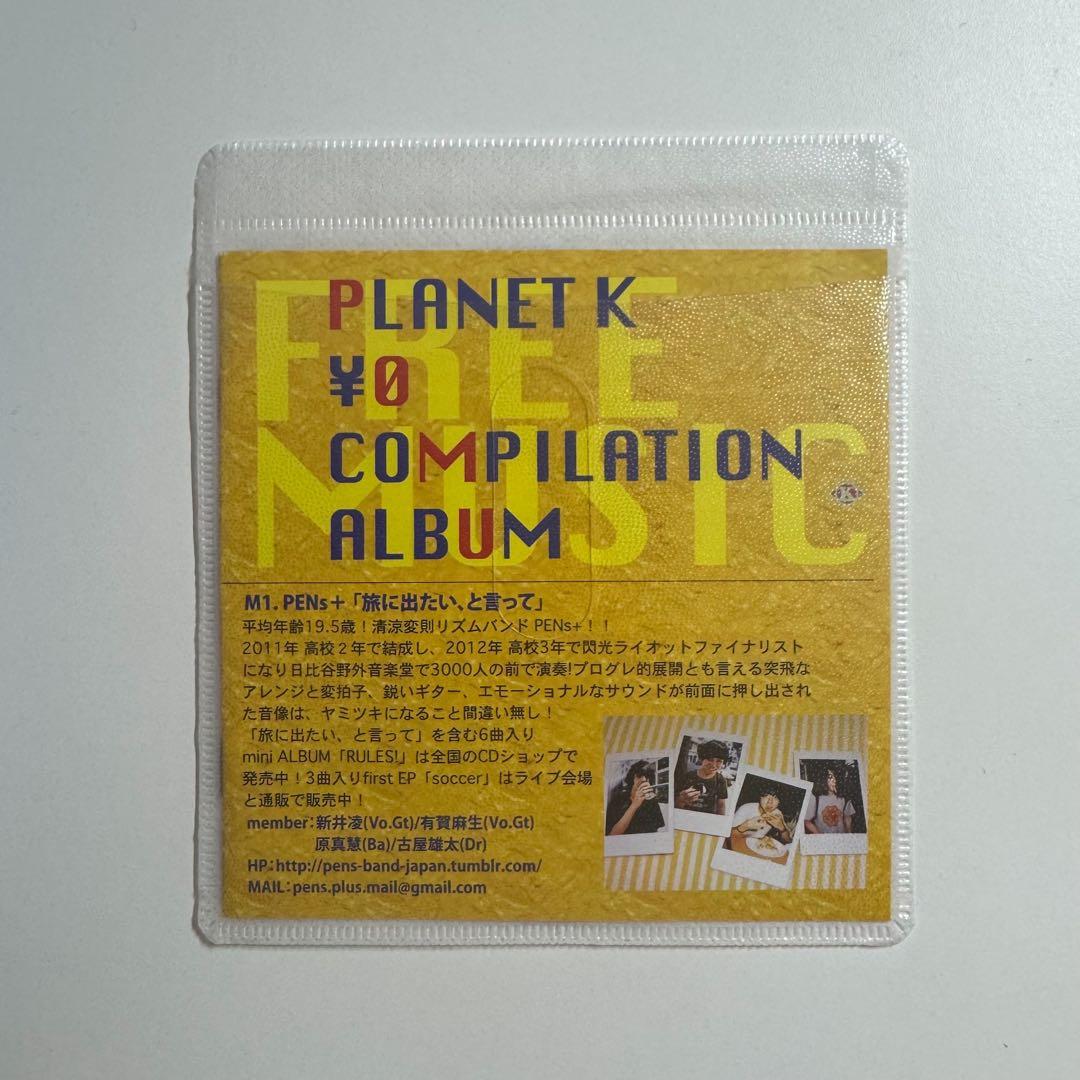 FREE
MUSIC
PLANET K
¥0
COMPILATION
ALBUM
K
M1. PENs+「旅に出たい、と言って」
平均年齢19.5歳！清涼変則リズムバンド PENs+！！
2011年 高校２年で結成し、2012年 高校3年で閃光ライオットファイナリスト
になり日比谷野外音楽堂で3000人の前で演奏!プログレ的展開とも言える突飛な
アレンジと変拍子、鋭いギター、エモーショナルなサウンドが前面に押し出され
た音像は、ヤミツキになること間違い無し！
「旅に出たい、と言って」を含む6曲入り
mini ALBUM「RULES!」は全国のCDショップで
発売中！3曲入りfirst EP「soccer」はライブ会場
と通販で販売中！
member：新井凌(Vo.Gt)/有賀麻生(Vo.Gt)
原真慧(Ba)/古屋雄太(Dr)
HP：http://pens-band-japan.tumblr.com/
MAIL：pens.plus.mail@gmail.com